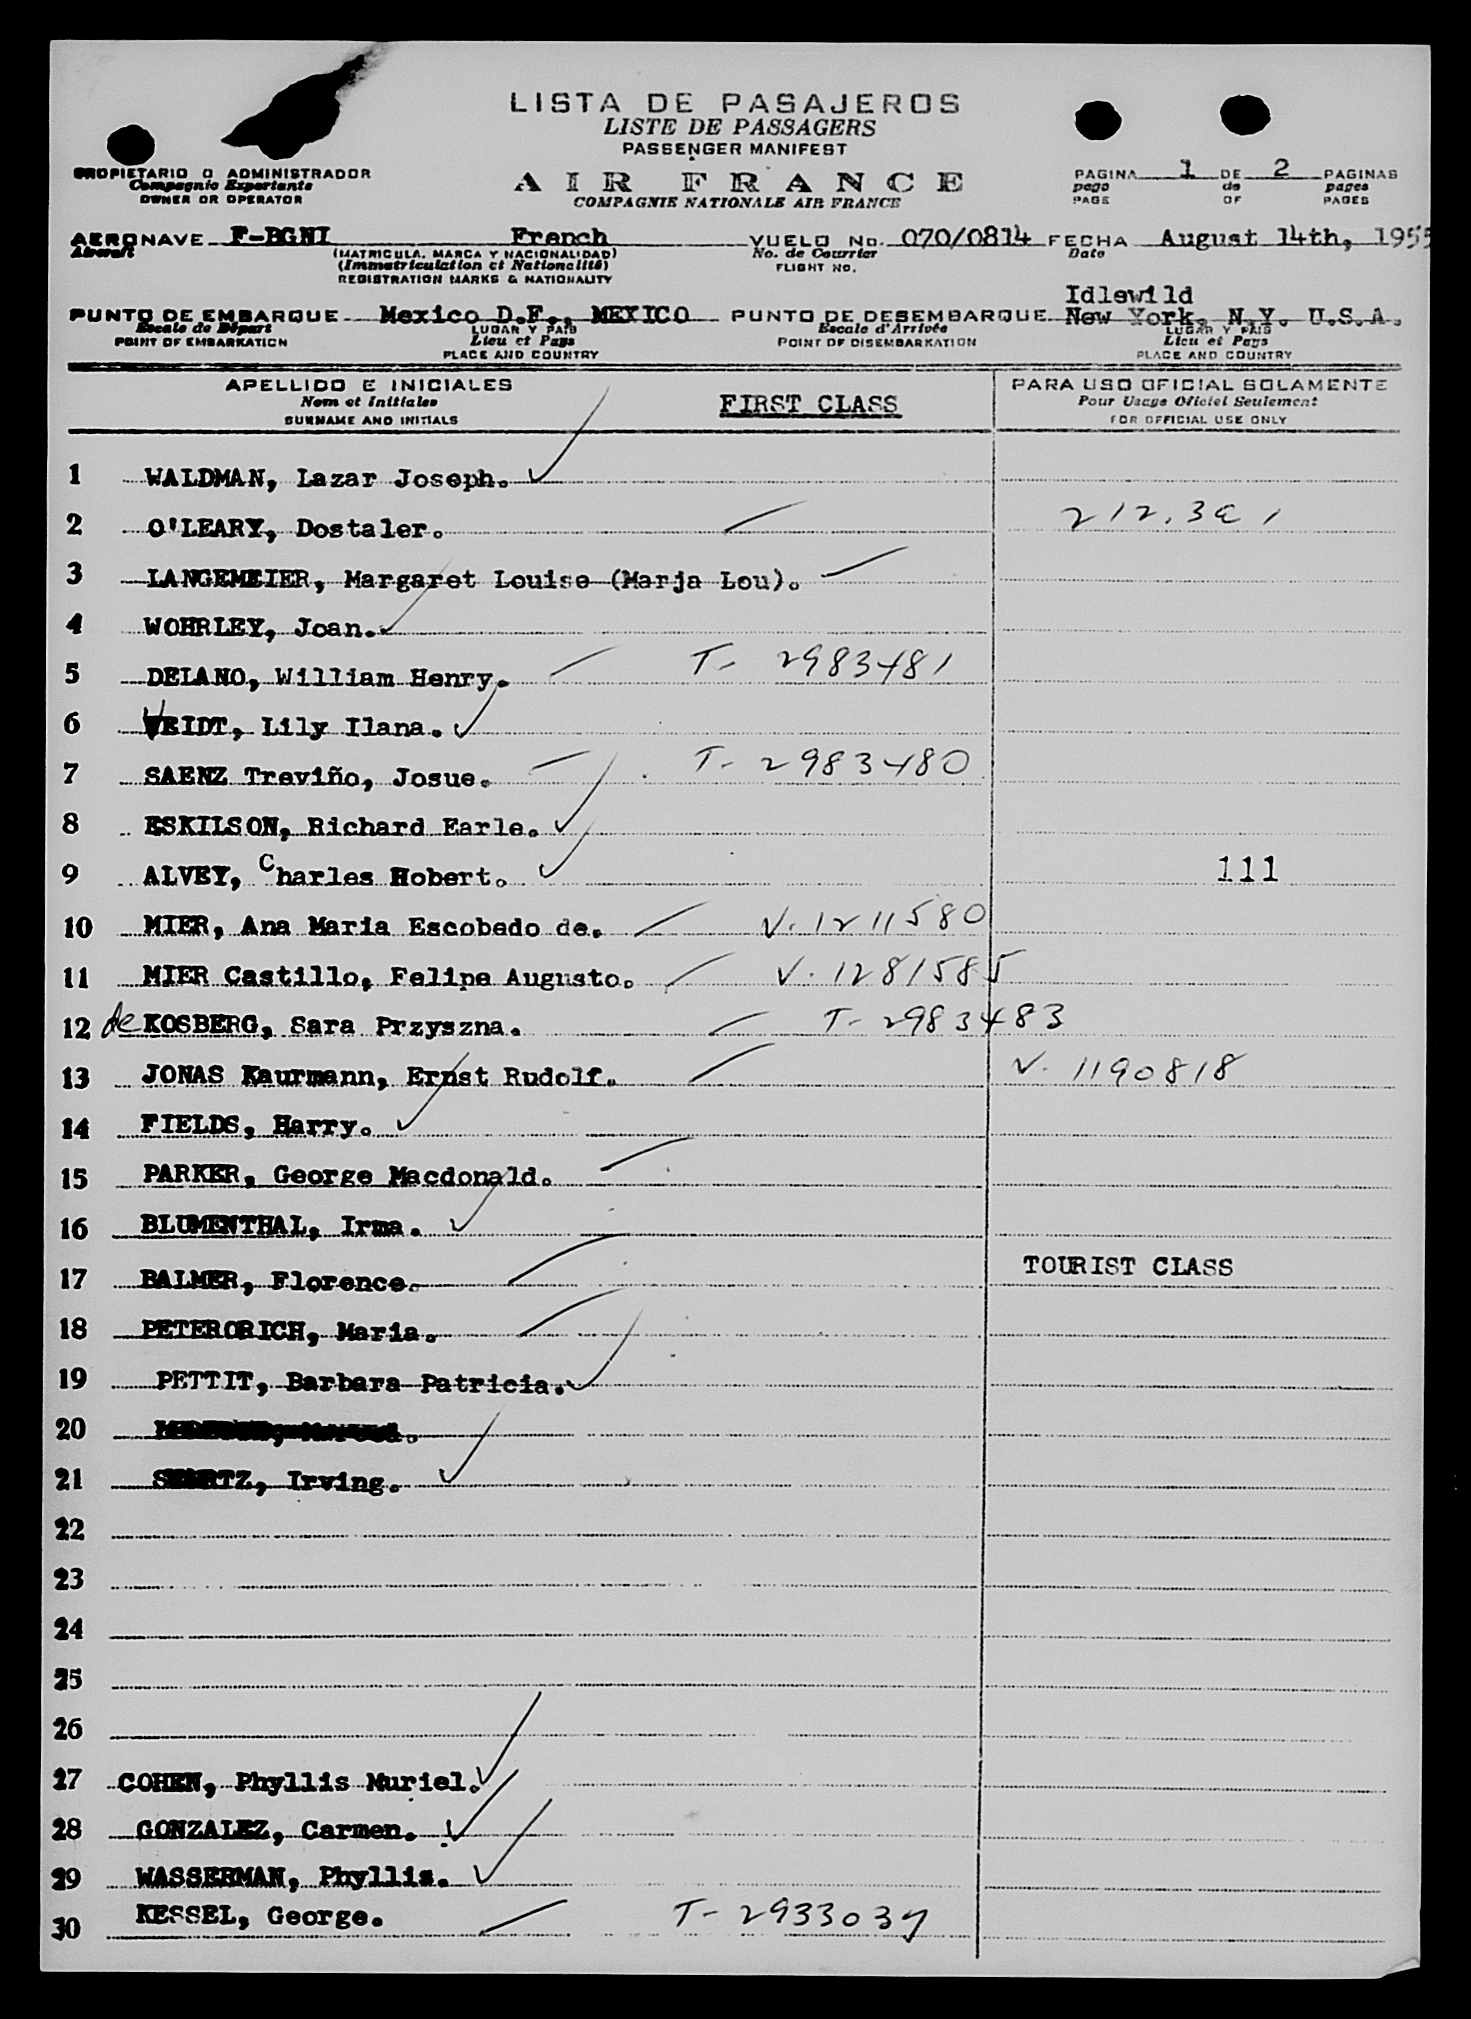 LISTA DE PASAJEROS
LISTE DE PASSAGERS
PASSENGER MANIFEST
PROPIETARIO O ADMINISTRADOR
Compagnie Exportante
OWNER OR OPERATOR
AIR FRANCE
COMPAGNIE NATIONALE AIR FRANCE
PAGINA 1 DE 2 PAGINAS
page de pages
PAGE OF PAGES
AERONAVE F-BGNI French VUELO No. 070/0814 FECHA August 14th, 1955
Aircraft (MATRICULA, MARCA Y NACIONALIDAD) No. de Courrier Date
(Immatriculation et Nationalité) FLIGHT NO.
REGISTRATION MARKS & NATIONALITY
Idlewild
PUNTO DE EMBARQUE Mexico D.F., MEXICO PUNTO DE DESEMBARQUE New York, N.Y. U.S.A.
Escale de Départ LUGAR Y PAIS Escale d'Arrivée LUGAR Y PAIS
POINT OF EMBARKATION Lieu et Pays POINT OF DISEMBARKATION Lieu et Pays
PLACE AND COUNTRY PLACE AND COUNTRY
APELLIDO E INICIALES
Nom et Initiales
SURNAME AND INITIALS
FIRST CLASS
PARA USO OFICIAL SOLAMENTE
Pour Usage Officiel Seulement
FOR OFFICIAL USE ONLY
1 WALDMAN, Lazar Joseph.
2 O'LEARY, Dostaler.
3 LANGEMEIER, Margaret Louise (Marja Lou).
4 WOHRLEY, Joan.
5 DELANO, William Henry. T- 2983481
6 VEIDT, Lily Ilana.
7 SAENZ Treviño, Josue. T- 2983480
8 ESKILSON, Richard Earle.
9 ALVEY, Charles Hobert. 111
10 MIER, Ana Maria Escobedo de. V. 1211580
11 MIER Castillo, Felipe Augusto. V. 1281585
12 de KOSBERG, Sara Przyszna. T- 2983483
13 JONAS Kaurmann, Ernst Rudolf. V. 1190818
14 FIELDS, Harry.
15 PARKER, George Macdonald.
16 BLUMENTHAL, Irma.
17 BALMER, Florence. TOURIST CLASS
18 PETERORICH, Maria.
19 PETTIT, Barbara Patricia.
20
21 SWARTZ, Irving.
22
23
24
25
26
27 COHEN, Phyllis Muriel.
28 GONZALEZ, Carmen.
29 WASSERMAN, Phyllis.
30 KESSEL, George. T- 2933037